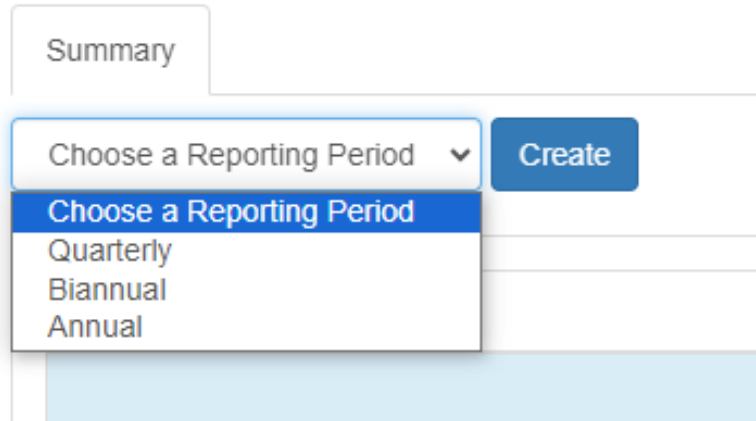 Summary
Choose a Reporting Period Create
Choose a Reporting Period
Quarterly
Biannual
Annual